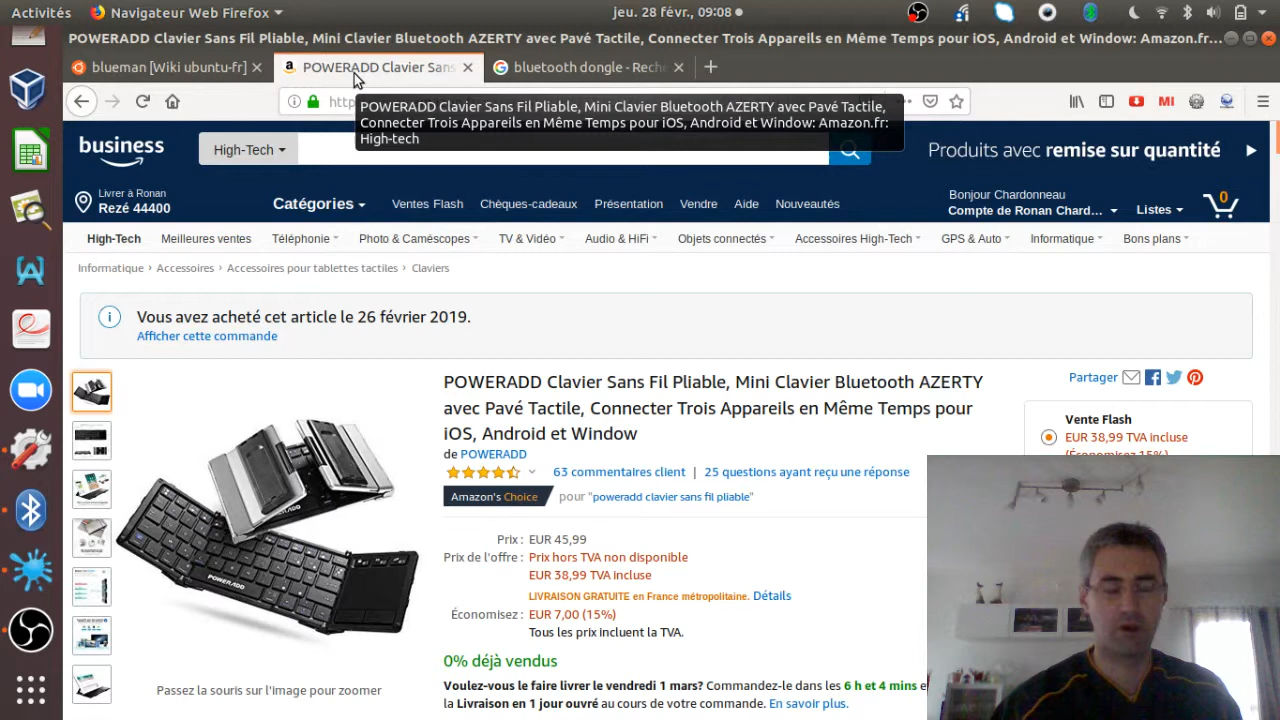 Activités
Navigateur Web Firefox
jeu. 28 févr., 09:08
POWERADD Clavier Sans Fil Pliable, Mini Clavier Bluetooth AZERTY avec Pavé Tactile, Connecter Trois Appareils en Même Temps pour iOS, Android et Window: Amazon.fr...
blueman [Wiki ubuntu-fr]
POWERADD Clavier Sans
bluetooth dongle - Reche
http
POWERADD Clavier Sans Fil Pliable, Mini Clavier Bluetooth AZERTY avec Pavé Tactile,
Connecter Trois Appareils en Même Temps pour iOS, Android et Window: Amazon.fr:
High-tech
business
High-Tech
Produits avec remise sur quantité
Livrer à Ronan
Rezé 44400
Catégories
Ventes Flash
Chèques-cadeaux
Présentation
Vendre
Aide
Nouveautés
Bonjour Chardonneau
Compte de Ronan Chard...
Listes
0
High-Tech
Meilleures ventes
Téléphonie
Photo & Caméscopes
TV & Vidéo
Audio & HiFi
Objets connectés
Accessoires High-Tech
GPS & Auto
Informatique
Bons plans
Informatique › Accessoires › Accessoires pour tablettes tactiles › Claviers
Vous avez acheté cet article le 26 février 2019.
Afficher cette commande
POWERADD Clavier Sans Fil Pliable, Mini Clavier Bluetooth AZERTY
avec Pavé Tactile, Connecter Trois Appareils en Même Temps pour
iOS, Android et Window
de POWERADD
63 commentaires client | 25 questions ayant reçu une réponse
Amazon's Choice pour "poweradd clavier sans fil pliable"
Prix : EUR 45,99
Prix de l'offre : Prix hors TVA non disponible
EUR 38,99 TVA incluse
LIVRAISON GRATUITE en France métropolitaine. Détails
Économisez : EUR 7,00 (15%)
Tous les prix incluent la TVA.
0% déjà vendus
Voulez-vous le faire livrer le vendredi 1 mars? Commandez-le dans les 6 h et 4 mins e
la Livraison en 1 jour ouvré au cours de votre commande. En savoir plus.
Partager
Vente Flash
EUR 38,99 TVA incluse
(Économisez 15%)
POWERADD
Passez la souris sur l'image pour zoomer